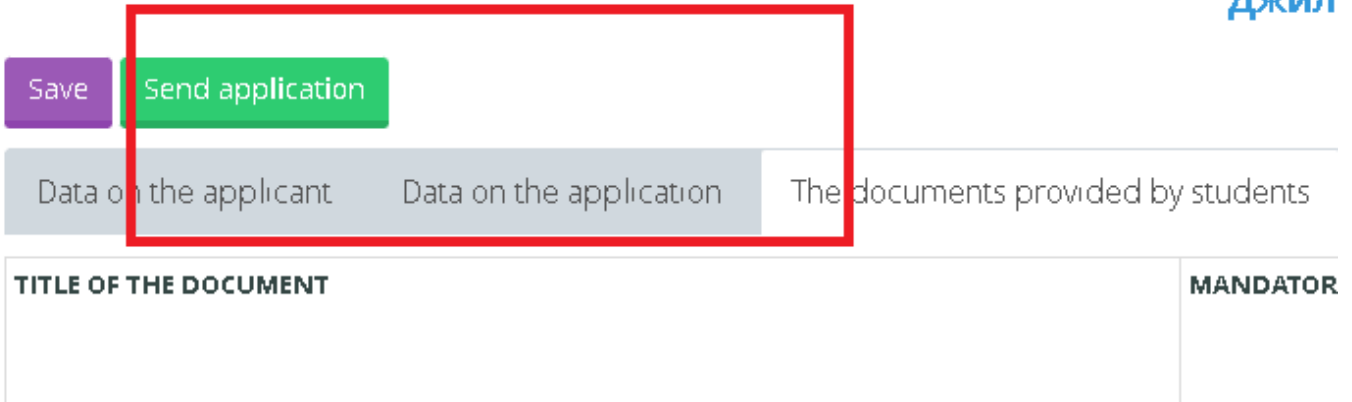 джил
Save Send application
Data on the applicant Data on the application The documents provided by students
TITLE OF THE DOCUMENT MANDATOR